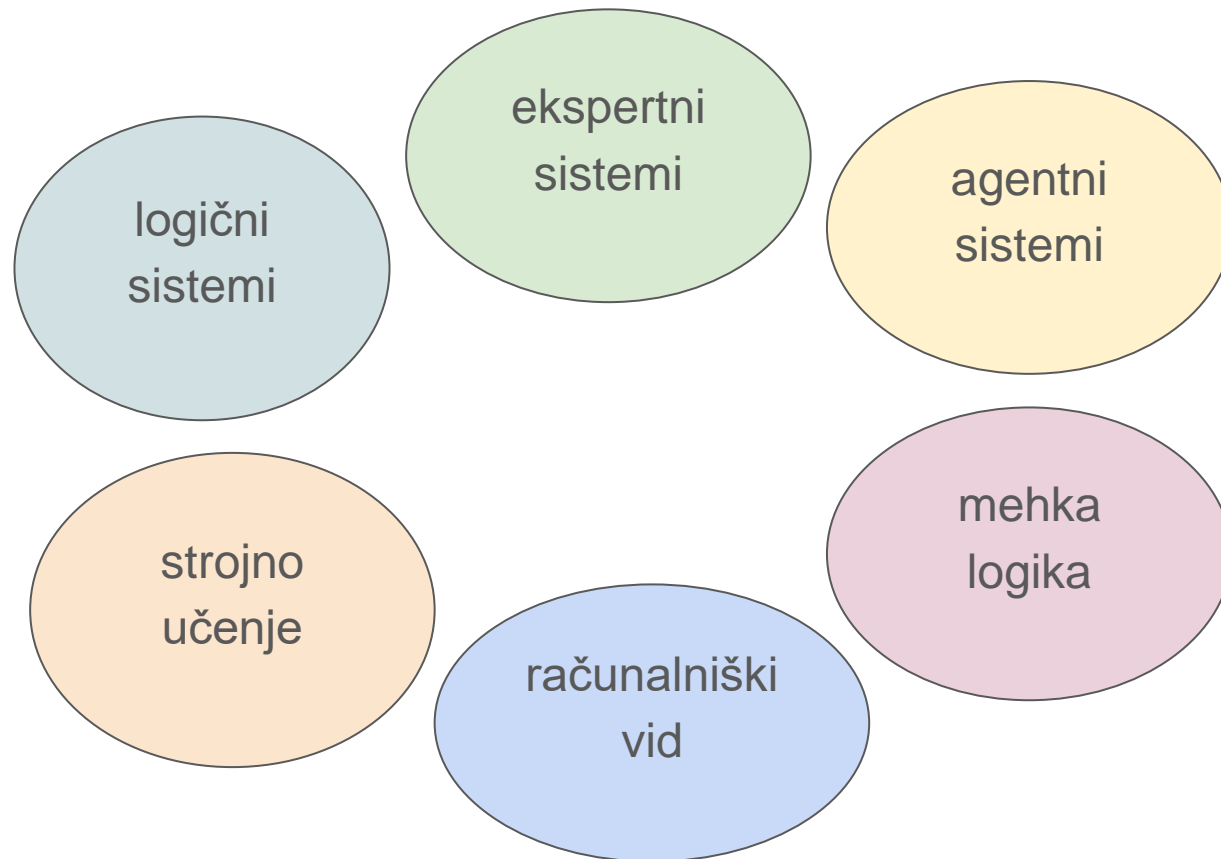 ekspertni
sistemi
agentni
sistemi
logični
sistemi
mehka
logika
strojno
učenje
računalniški
vid